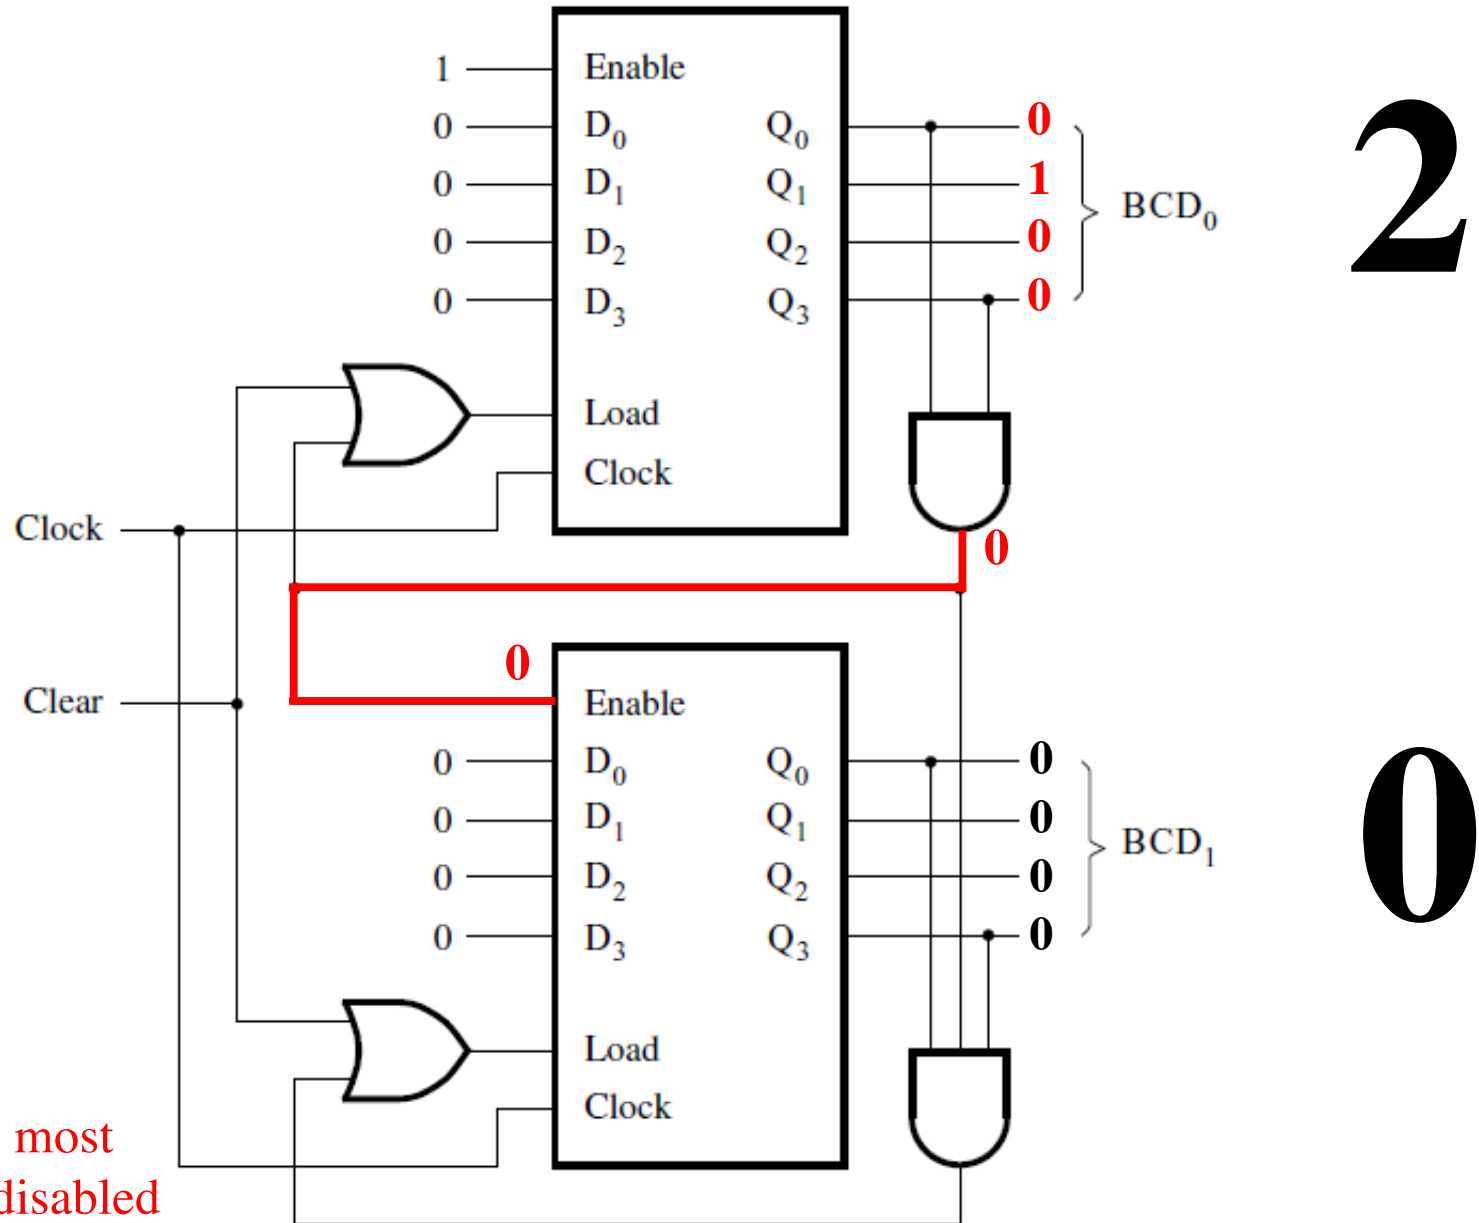 1 Enable
0 D0 Q0 0
0 D1 Q1 1
0 D2 Q2 0
0 D3 Q3 0
BCD0
2
Load
Clock
Clock
0
0
Clear
Enable
0 D0 Q0 0
0 D1 Q1 0
0 D2 Q2 0
0 D3 Q3 0
BCD1
0
Load
Clock
most
disabled